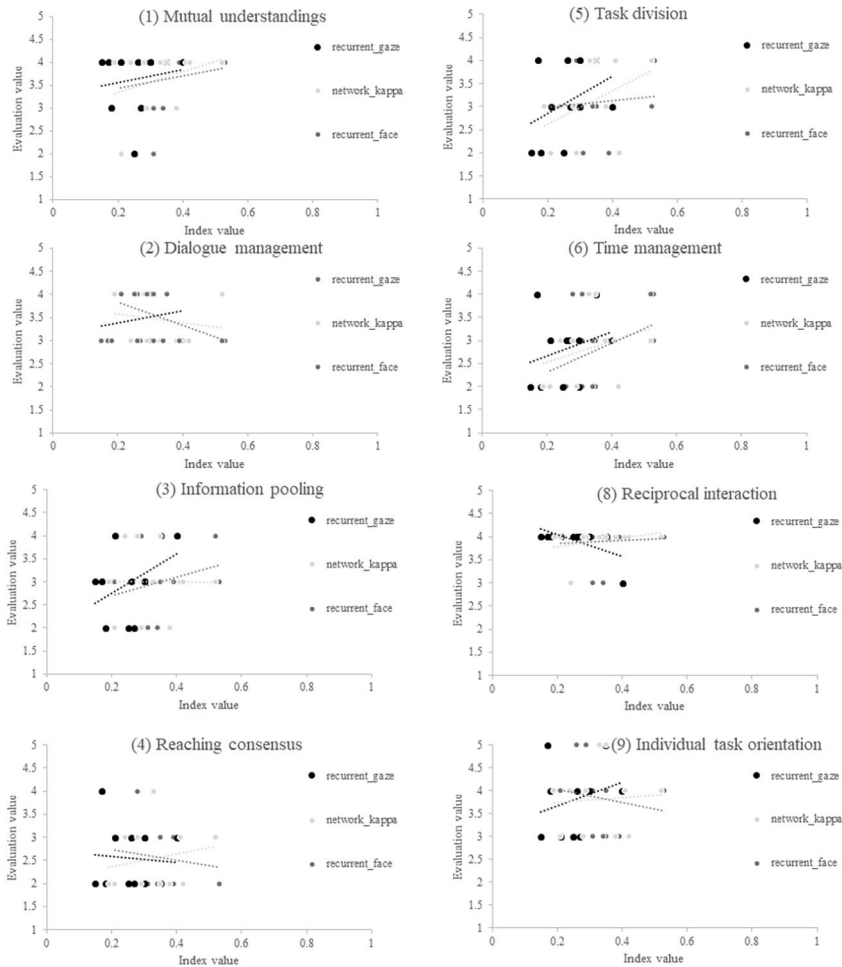 (1) Mutual understandings
5
4.5
4
3.5
3
2.5
2
1.5
1
Evaluation value
0
0.2
0.4
0.6
0.8
1
Index value
recurrent_gaze
network_kappa
recurrent_face
(5) Task division
5
4.5
4
3.5
3
2.5
2
1.5
1
Evaluation value
0
0.2
0.4
0.6
0.8
1
Index value
recurrent_gaze
network_kappa
recurrent_face
(2) Dialogue management
5
4.5
4
3.5
3
2.5
2
1.5
1
Evaluation value
0
0.2
0.4
0.6
0.8
1
Index value
recurrent_gaze
network_kappa
recurrent_face
(6) Time management
5
4.5
4
3.5
3
2.5
2
1.5
1
Evaluation value
0
0.2
0.4
0.6
0.8
1
Index value
recurrent_gaze
network_kappa
recurrent_face
(3) Information pooling
5
4.5
4
3.5
3
2.5
2
1.5
1
Evaluation value
0
0.2
0.4
0.6
0.8
1
Index value
recurrent_gaze
network_kappa
recurrent_face
(8) Reciprocal interaction
5
4.5
4
3.5
3
2.5
2
1.5
1
Evaluation value
0
0.2
0.4
0.6
0.8
1
Index value
recurrent_gaze
network_kappa
recurrent_face
(4) Reaching consensus
5
4.5
4
3.5
3
2.5
2
1.5
1
Evaluation value
0
0.2
0.4
0.6
0.8
1
Index value
recurrent_gaze
network_kappa
recurrent_face
(9) Individual task orientation
5
4.5
4
3.5
3
2.5
2
1.5
1
Evaluation value
0
0.2
0.4
0.6
0.8
1
Index value
recurrent_gaze
network_kappa
recurrent_face